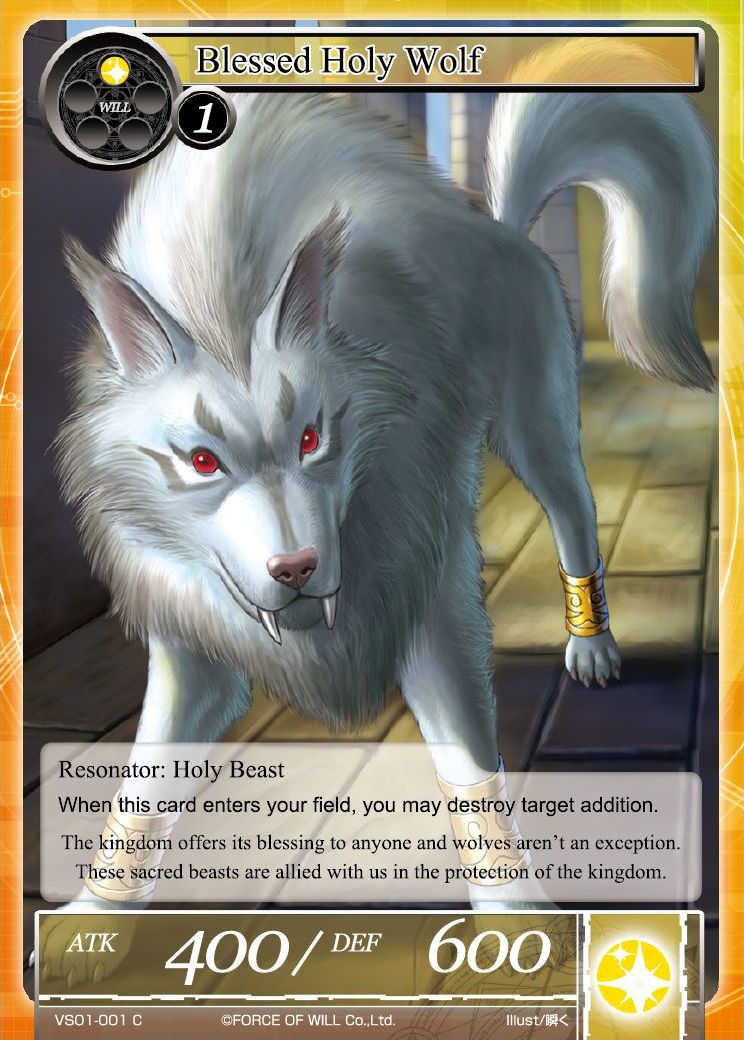 Blessed Holy Wolf
WILL
1
Resonator: Holy Beast
When this card enters your field, you may destroy target addition.
The kingdom offers its blessing to anyone and wolves aren't an exception.
These sacred beasts are allied with us in the protection of the kingdom.
ATK 400 / DEF 600
VS01-001 C ©FORCE OF WILL Co.,Ltd. Illust/瞬く